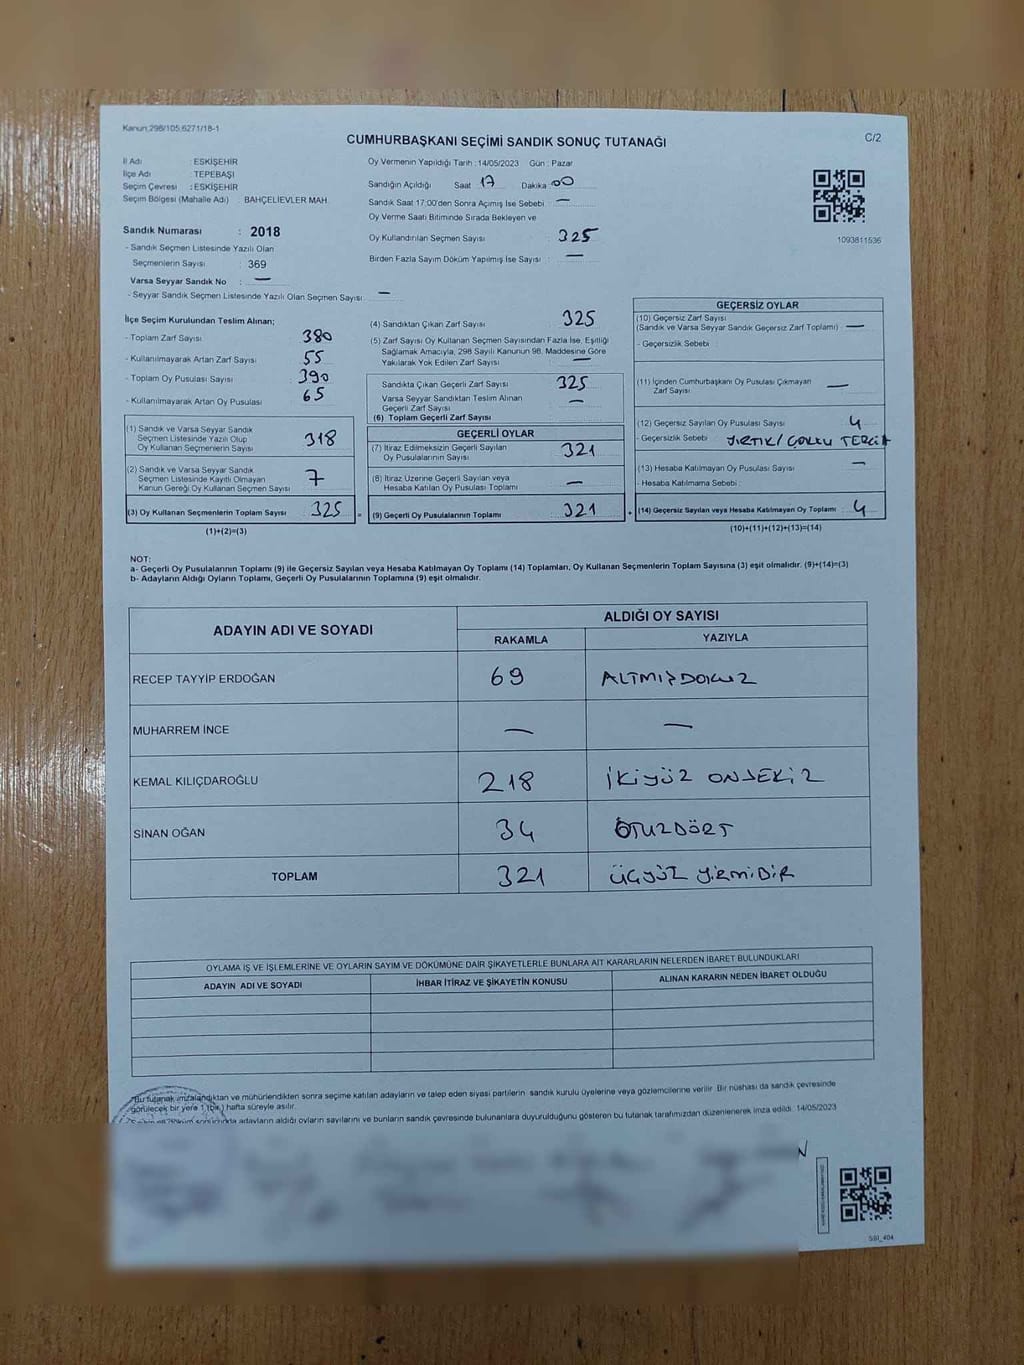 Kanun;298/105,6271/18-1
C/2
CUMHURBAŞKANI SEÇİMİ SANDIK SONUÇ TUTANAĞI
İl Adı : ESKİŞEHİR
İlçe Adı : TEPEBAŞI
Seçim Çevresi : ESKİŞEHİR
Seçim Bölgesi (Mahalle Adı) : BAHÇELİEVLER MAH.
Sandık Numarası : 2018
- Sandık Seçmen Listesinde Yazılı Olan
Seçmenlerin Sayısı : 369
Varsa Seyyar Sandık No : —
- Seyyar Sandık Seçmen Listesinde Yazılı Olan Seçmen Sayısı : —
Oy Vermenin Yapıldığı Tarih : 14/05/2023 Gün : Pazar
Sandığın Açıldığı Saat 17 Dakika 00
Sandık Saat 17:00'den Sonra Açımış İse Sebebi : —
Oy Verme Saati Bitiminde Sırada Bekleyen ve
Oy Kullandırılan Seçmen Sayısı : 325
Birden Fazla Sayım Döküm Yapılmış İse Sayısı : —
1093811536
İlçe Seçim Kurulundan Teslim Alınan;
- Toplam Zarf Sayısı : 380
- Kullanılmayarak Artan Zarf Sayısı : 55
- Toplam Oy Pusulası Sayısı : 390
- Kullanılmayarak Artan Oy Pusulası : 65
(1) Sandık ve Varsa Seyyar Sandık
Seçmen Listesinde Yazılı Olup
Oy Kullanan Seçmenlerin Sayısı : 318
(2) Sandık ve Varsa Seyyar Sandık
Seçmen Listesinde Kayıtlı Olmayan
Kanun Gereği Oy Kullanan Seçmen Sayısı : 7
(3) Oy Kullanan Seçmenlerin Toplam Sayısı : 325
(1)+(2)=(3)
(4) Sandıktan Çıkan Zarf Sayısı : 325
(5) Zarf Sayısı Oy Kullanan Seçmen Sayısından Fazla İse, Eşitliği
Sağlamak Amacıyla, 298 Sayılı Kanunun 98. Maddesine Göre
Yakılarak Yok Edilen Zarf Sayısı : —
Sandıkta Çıkan Geçerli Zarf Sayısı : 325
Varsa Seyyar Sandıktan Teslim Alınan
Geçerli Zarf Sayısı : —
(6) Toplam Geçerli Zarf Sayısı
GEÇERLİ OYLAR
(7) İtiraz Edilmeksizin Geçerli Sayılan
Oy Pusulalarının Sayısı : 321
(8) İtiraz Üzerine Geçerli Sayılan veya
Hesaba Katılan Oy Pusulası Toplamı : —
(9) Geçerli Oy Pusulalarının Toplamı : 321
GEÇERSİZ OYLAR
(10) Geçersiz Zarf Sayısı
(Sandık ve Varsa Seyyar Sandık Geçersiz Zarf Toplamı) : —
- Geçersizlik Sebebi :
(11) İçinden Cumhurbaşkanı Oy Pusulası Çıkmayan
Zarf Sayısı : —
(12) Geçersiz Sayılan Oy Pusulası Sayısı : 4
- Geçersizlik Sebebi : YIRTIK/ÇOKLU TERCİH
(13) Hesaba Katılmayan Oy Pusulası Sayısı : —
- Hesaba Katılmama Sebebi :
(14) Geçersiz Sayılan veya Hesaba Katılmayan Oy Toplamı : 4
(10)+(11)+(12)+(13)=(14)
NOT:
a- Geçerli Oy Pusulalarının Toplamı (9) ile Geçersiz Sayılan veya Hesaba Katılmayan Oy Toplamı (14) Toplamları, Oy Kullanan Seçmenlerin Toplam Sayısına (3) eşit olmalıdır. (9)+(14)=(3)
b- Adayların Aldığı Oyların Toplamı, Geçerli Oy Pusulalarının Toplamına (9) eşit olmalıdır.
ADAYIN ADI VE SOYADI
ALDIĞI OY SAYISI
RAKAMLA YAZIYLA
RECEP TAYYİP ERDOĞAN 69 ALTMIŞDOKUZ
MUHARREM İNCE — —
KEMAL KILIÇDAROĞLU 218 İKİYÜZ ONSEKİZ
SİNAN OĞAN 34 OTUZDÖRT
TOPLAM 321 ÜÇYÜZ YİRMİBİR
OYLAMA İŞ VE İŞLEMLERİNE VE OYLARIN SAYIM VE DÖKÜMÜNE DAİR ŞİKAYETLERLE BUNLARA AİT KARARLARIN NELERDEN İBARET BULUNDUKLARI
ADAYIN ADI VE SOYADI İHBAR İTİRAZ VE ŞİKAYETİN KONUSU ALINAN KARARIN NEDEN İBARET OLDUĞU
Bu tutanak imzalandıktan ve mühürlendikten sonra seçime katılan adayların ve talep eden siyasi partilerin sandık kurulu üyelerine veya gözlemcilerine verilir. Bir nüshası da sandık çevresinde
görülecek bir yere 1 (bir) hafta süreyle asılır.
adayların aldığı oyların sayılarını ve bunların sandık çevresinde bulunanlara duyurulduğunu gösteren bu tutanak tarafımızdan düzenlenerek imza edildi. 14/05/2023
SSI_404